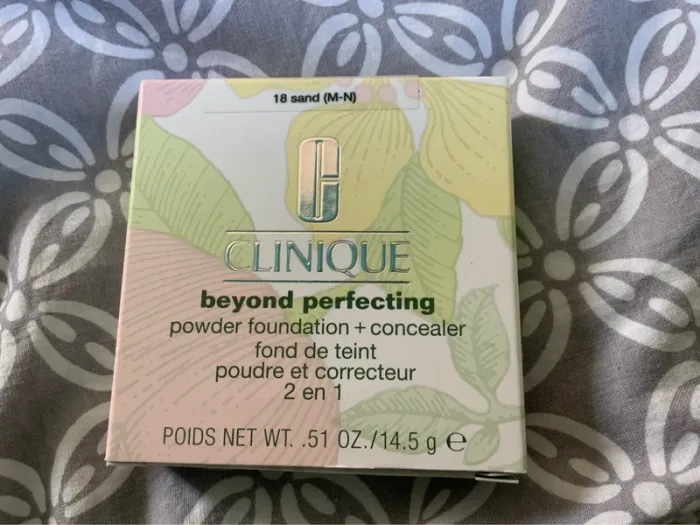 18 sand (M-N)
CLINIQUE
beyond perfecting
powder foundation + concealer
fond de teint
poudre et correcteur
2 en 1
POIDS NET WT. .51 OZ./14.5 g ℮